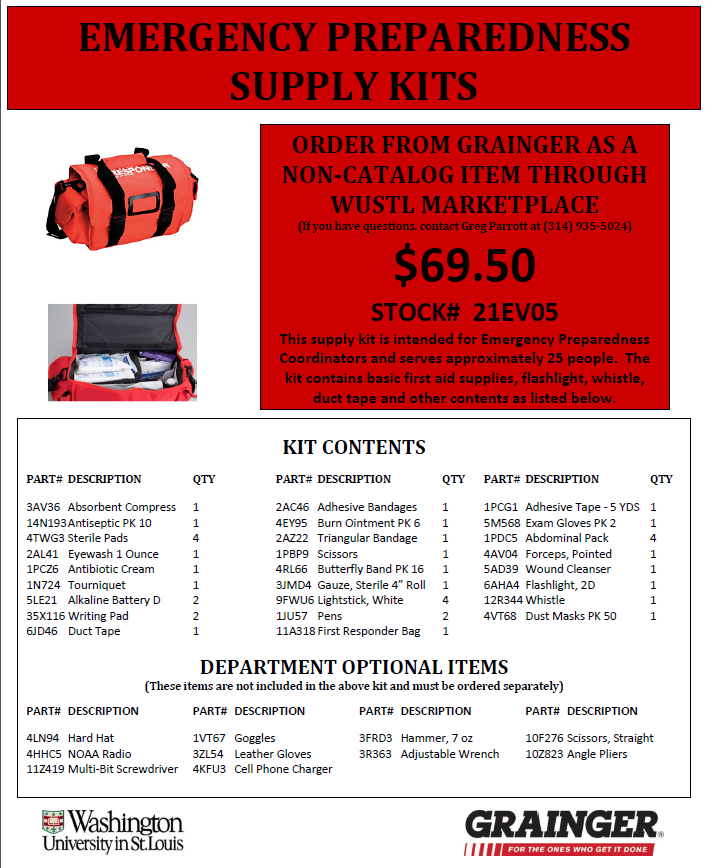 EMERGENCY PREPAREDNESS
SUPPLY KITS
ORDER FROM GRAINGER AS A
NON-CATALOG ITEM THROUGH
WUSTL MARKETPLACE
(If you have questions, contact Greg Parrott at (314) 935-5024)
$69.50
STOCK# 21EV05
This supply kit is intended for Emergency Preparedness
Coordinators and serves approximately 25 people. The
kit contains basic first aid supplies, flashlight, whistle,
duct tape and other contents as listed below.
KIT CONTENTS
PART# DESCRIPTION QTY PART# DESCRIPTION QTY PART# DESCRIPTION QTY
3AV36 Absorbent Compress 1 2AC46 Adhesive Bandages 1 1PCG1 Adhesive Tape - 5 YDS 1
14N193 Antiseptic PK 10 1 4EY95 Burn Ointment PK 6 1 5M568 Exam Gloves PK 2 1
4TWG3 Sterile Pads 4 2AZ22 Triangular Bandage 1 1PDC5 Abdominal Pack 4
2AL41 Eyewash 1 Ounce 1 1PBP9 Scissors 1 4AV04 Forceps, Pointed 1
1PCZ6 Antibiotic Cream 1 4RL66 Butterfly Band PK 16 1 5AD39 Wound Cleanser 1
1N724 Tourniquet 1 3JMD4 Gauze, Sterile 4” Roll 1 6AHA4 Flashlight, 2D 1
5LE21 Alkaline Battery D 2 9FWU6 Lightstick, White 4 12R344 Whistle 1
35X116 Writing Pad 2 1JU57 Pens 2 4VT68 Dust Masks PK 50 1
6JD46 Duct Tape 1 11A318 First Responder Bag 1
DEPARTMENT OPTIONAL ITEMS
(These items are not included in the above kit and must be ordered separately)
PART# DESCRIPTION PART# DESCRIPTION PART# DESCRIPTION PART# DESCRIPTION
4LN94 Hard Hat 1VT67 Goggles 3FRD3 Hammer, 7 oz 10F276 Scissors, Straight
4HHC5 NOAA Radio 3ZL54 Leather Gloves 3R363 Adjustable Wrench 10Z823 Angle Pliers
11Z419 Multi-Bit Screwdriver 4KFU3 Cell Phone Charger
Washington
University in St.Louis
GRAINGER
FOR THE ONES WHO GET IT DONE